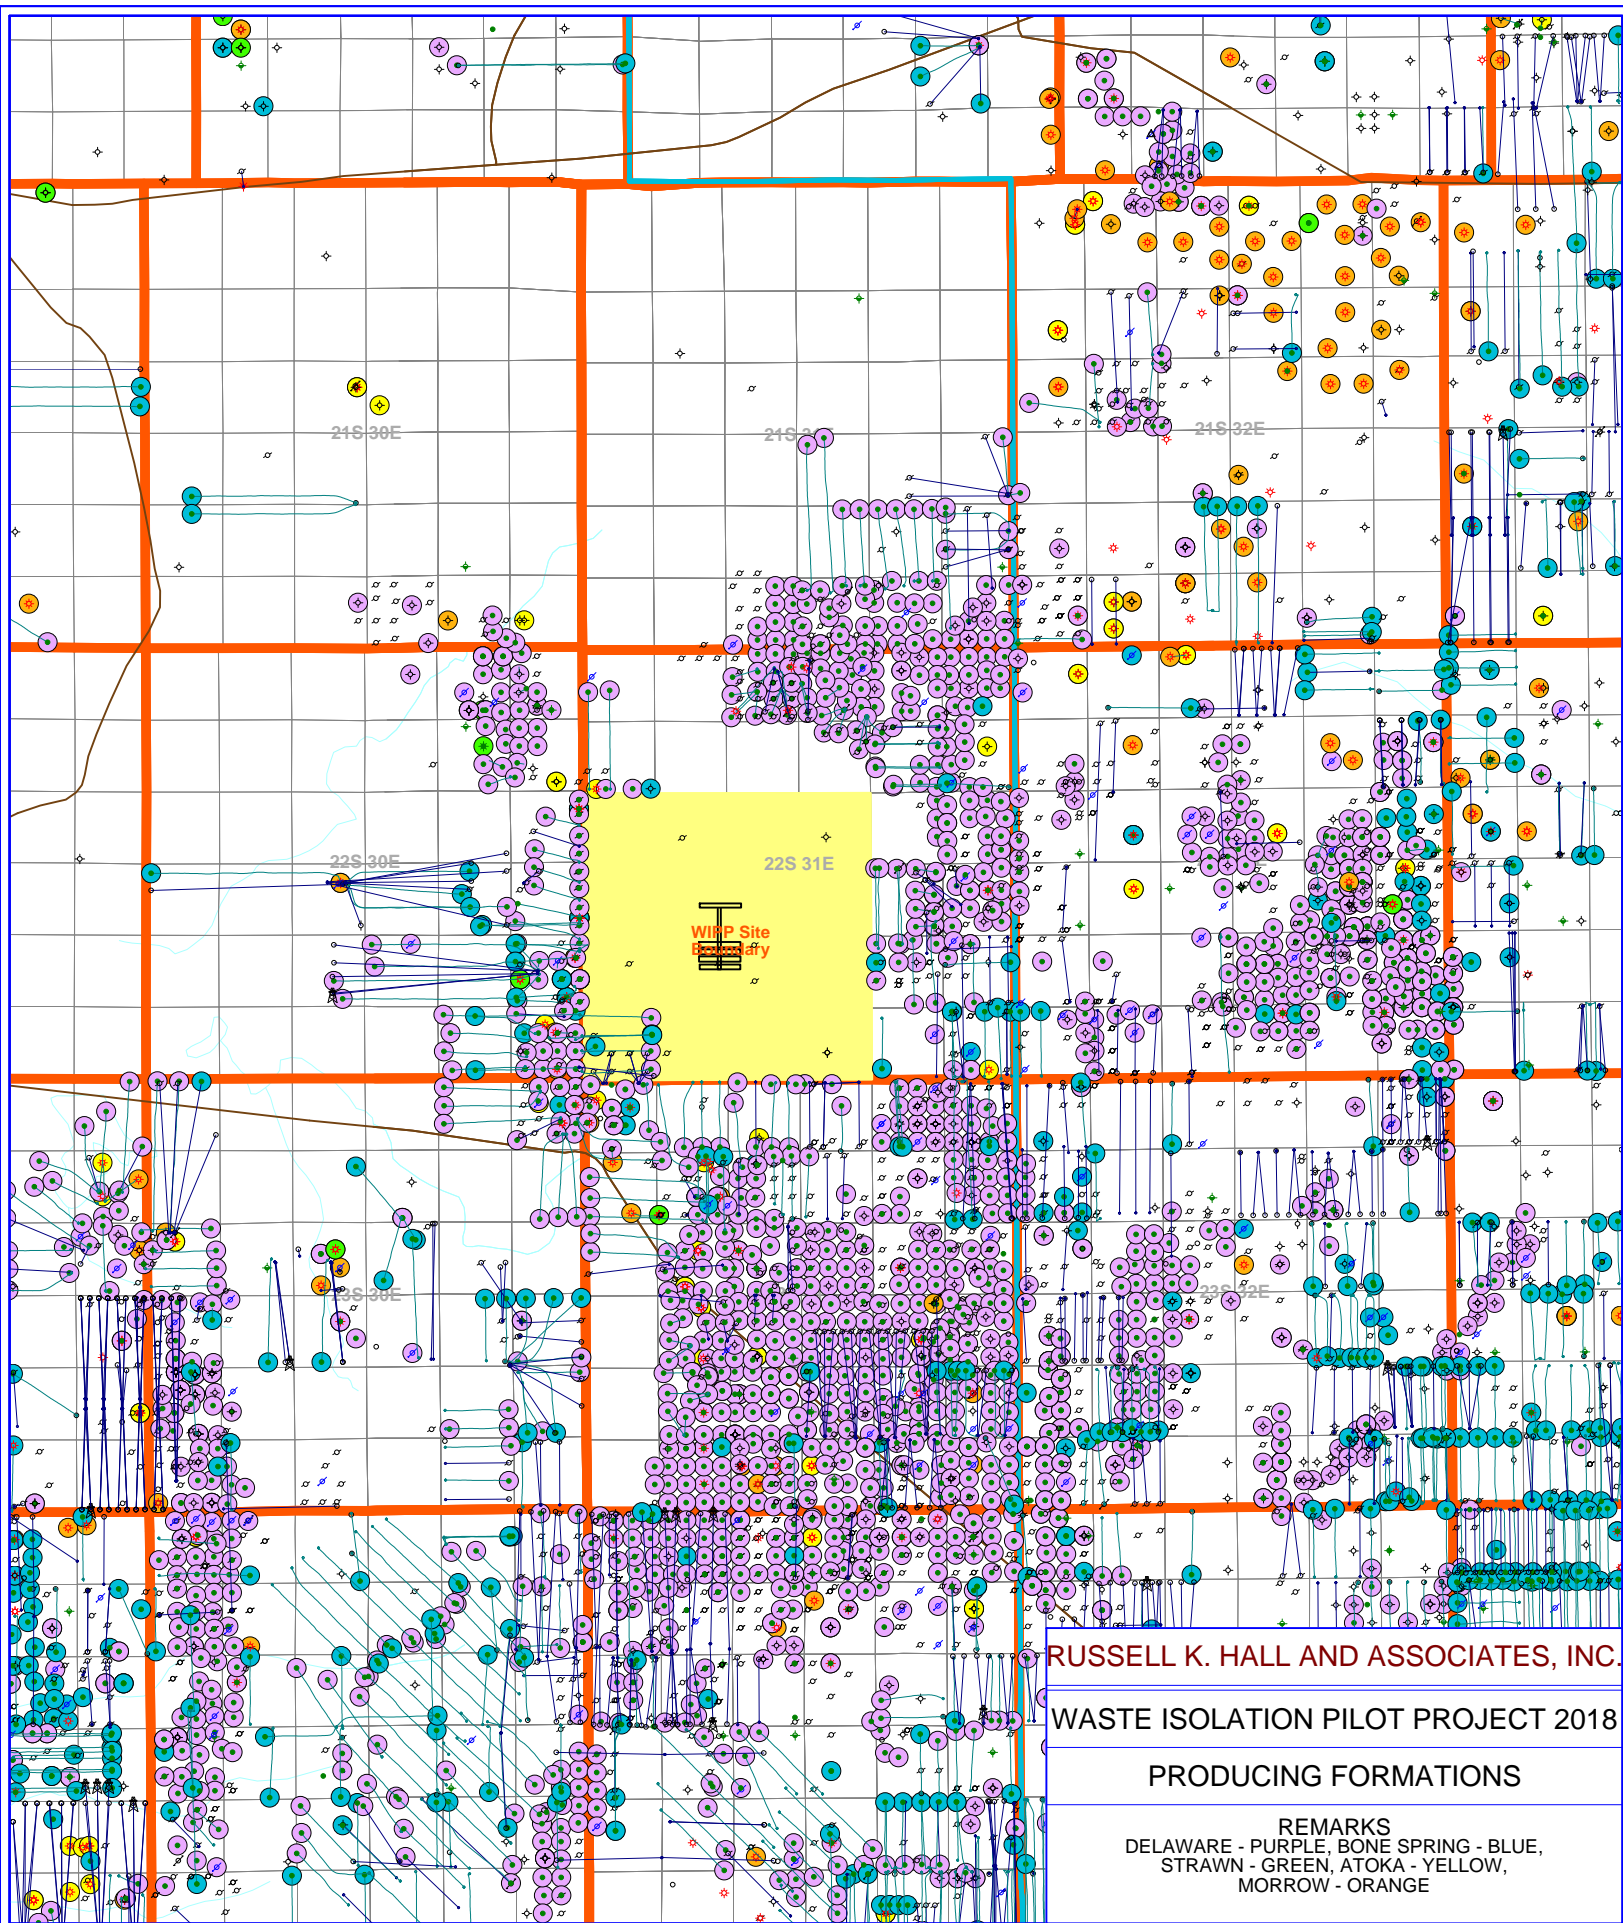 21S 30E
21S 32E
22S 30E
22S 31E
WIPP Site
Boundary
23S 30E
23S 32E
RUSSELL K. HALL AND ASSOCIATES, INC.
WASTE ISOLATION PILOT PROJECT 2018
PRODUCING FORMATIONS
REMARKS
DELAWARE - PURPLE, BONE SPRING - BLUE,
STRAWN - GREEN, ATOKA - YELLOW,
MORROW - ORANGE